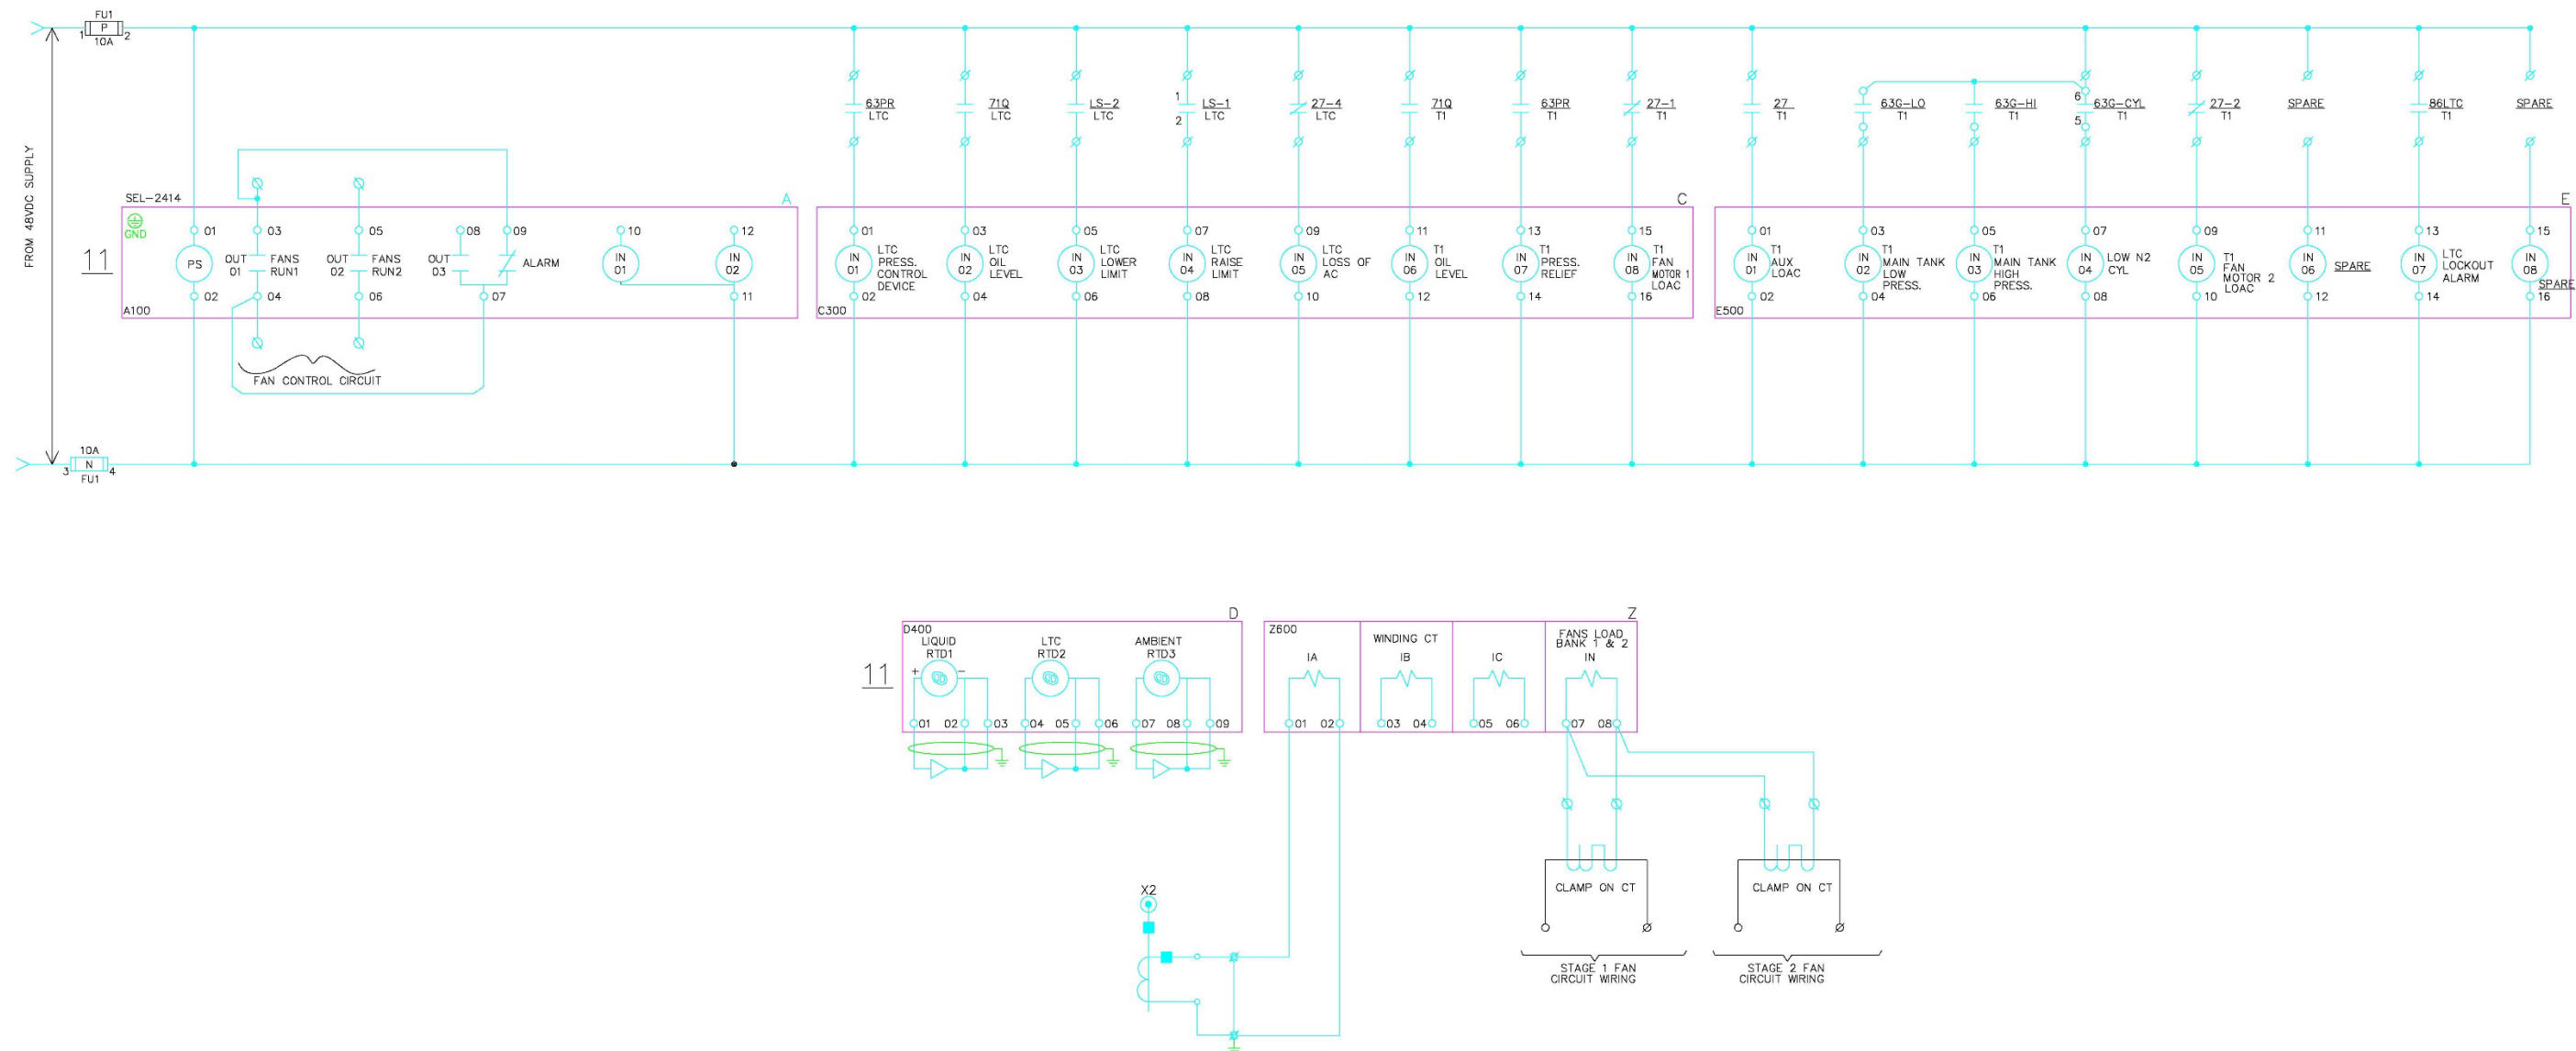 FU1
1 P 2
10A
FROM 48VDC SUPPLY
10A
3 N 4
FU1
63PR
LTC
71Q
LTC
LS-2
LTC
1
2
LS-1
LTC
27-4
LTC
71Q
T1
63PR
T1
27-1
T1
27
T1
63G-LO
T1
63G-HI
T1
6
5
63G-CYL
T1
27-2
T1
SPARE
86LTC
T1
SPARE
SEL-2414
A
GND
11
01
PS
02
03
OUT
01
FANS
RUN1
04
05
OUT
02
FANS
RUN2
06
08
OUT
03
09
ALARM
07
10
IN
01
12
IN
02
11
A100
FAN CONTROL CIRCUIT
C
01
IN
01
LTC
PRESS.
CONTROL
DEVICE
02
03
IN
02
LTC
OIL
LEVEL
04
05
IN
03
LTC
LOWER
LIMIT
06
07
IN
04
LTC
RAISE
LIMIT
08
09
IN
05
LTC
LOSS OF
AC
10
11
IN
06
T1
OIL
LEVEL
12
13
IN
07
T1
PRESS.
RELIEF
14
15
IN
08
T1
FAN
MOTOR 1
LOAC
16
C300
E
01
IN
01
T1
AUX
LOAC
02
03
IN
02
T1
MAIN TANK
LOW
PRESS.
04
05
IN
03
T1
MAIN TANK
HIGH
PRESS.
06
07
IN
04
LOW N2
CYL
08
09
IN
05
T1
FAN
MOTOR 2
LOAC
10
11
IN
06
SPARE
12
13
IN
07
LTC
LOCKOUT
ALARM
14
15
IN
08
SPARE
16
E500
11
D
D400
LIQUID
RTD1
+ -
LTC
RTD2
AMBIENT
RTD3
01 02 03 04 05 06 07 08 09
Z
Z600
IA
WINDING CT
IB
IC
FANS LOAD
BANK 1 & 2
IN
01 02 03 04 05 06 07 08
X2
CLAMP ON CT
STAGE 1 FAN
CIRCUIT WIRING
CLAMP ON CT
STAGE 2 FAN
CIRCUIT WIRING